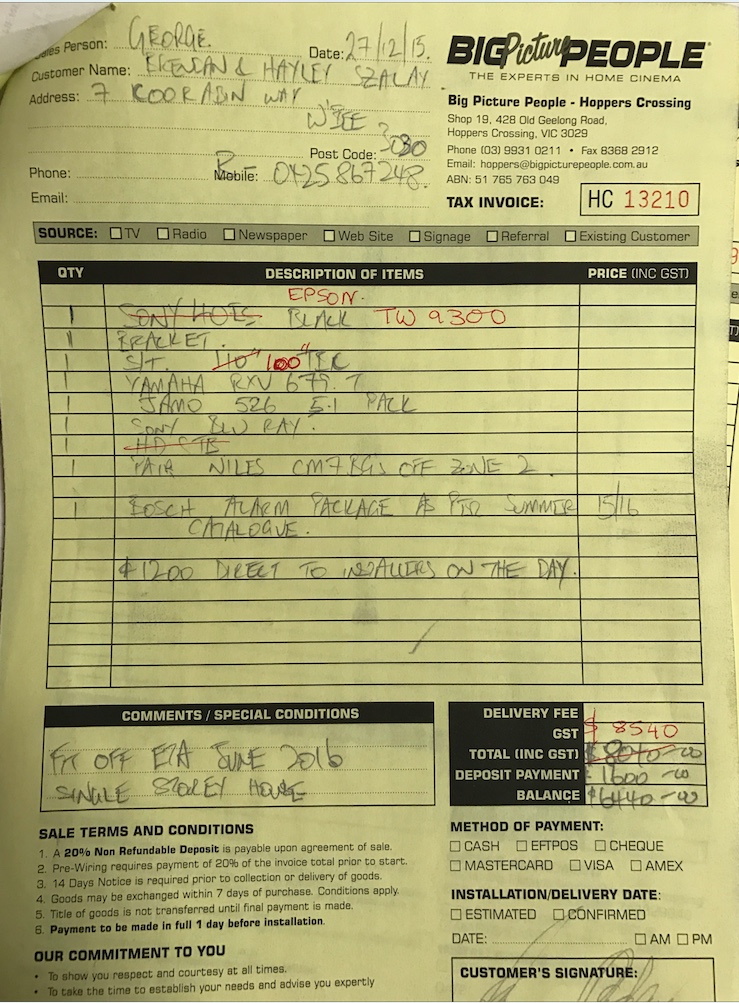 Sales Person: GEORGE. Date: 27/12/15.
Customer Name: BRENDAN & HAYLEY SZALAY
Address: 7 KOORABIN WAY
W'BEE
Post Code: 3030
Phone: Mobile: 0425 867248.
Email:
BIG Picture PEOPLE
THE EXPERTS IN HOME CINEMA
Big Picture People - Hoppers Crossing
Shop 19, 428 Old Geelong Road,
Hoppers Crossing, VIC 3029
Phone (03) 9931 0211 • Fax 8368 2912
Email: hoppers@bigpicturepeople.com.au
ABN: 51 765 763 049
TAX INVOICE: HC 13210
SOURCE: TV Radio Newspaper Web Site Signage Referral Existing Customer
QTY DESCRIPTION OF ITEMS PRICE (INC GST)
EPSON.
1 SONY HW BLACK TW 9300
1 BRACKET.
1 S/T. 110" 100"
1 YAMAHA RXV 679. 7
1 JAMO 526 5.1 PACK
1 SONY BLU RAY.
1 HD STB
1 PAIR NILES CM7BGS OFF ZONE 2.
1 BOSCH ALARM PACKAGE AS PER SUMMER 15/16
CATALOGUE.
$1200 DIRECT TO INSTALLERS ON THE DAY.
COMMENTS / SPECIAL CONDITIONS
FIT OFF ETA JUNE 2016
SINGLE STOREY HOUSE
DELIVERY FEE
GST $ 8540
TOTAL (INC GST) $8040-00
DEPOSIT PAYMENT 1600-00
BALANCE $6440-00
SALE TERMS AND CONDITIONS
1. A 20% Non Refundable Deposit is payable upon agreement of sale.
2. Pre-Wiring requires payment of 20% of the invoice total prior to start.
3. 14 Days Notice is required prior to collection or delivery of goods.
4. Goods may be exchanged within 7 days of purchase. Conditions apply.
5. Title of goods is not transferred until final payment is made.
6. Payment to be made in full 1 day before installation.
OUR COMMITMENT TO YOU
• To show you respect and courtesy at all times.
• To take the time to establish your needs and advise you expertly
METHOD OF PAYMENT:
CASH EFTPOS CHEQUE
MASTERCARD VISA AMEX
INSTALLATION/DELIVERY DATE:
ESTIMATED CONFIRMED
DATE: AM PM
CUSTOMER'S SIGNATURE: